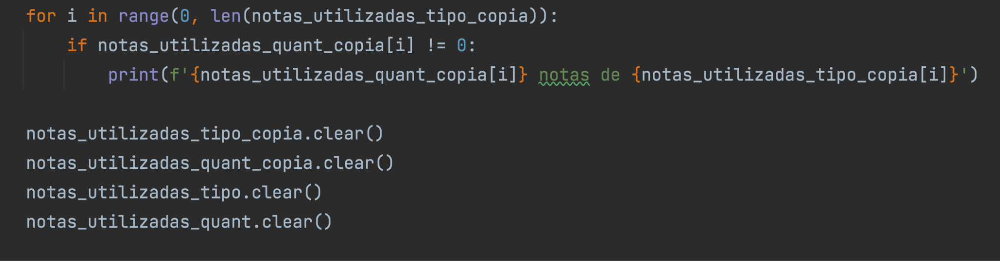 for i in range(0, len(notas_utilizadas_tipo_copia)):
if notas_utilizadas_quant_copia[i] != 0:
print(f'{notas_utilizadas_quant_copia[i]} notas de {notas_utilizadas_tipo_copia[i]}')
notas_utilizadas_tipo_copia.clear()
notas_utilizadas_quant_copia.clear()
notas_utilizadas_tipo.clear()
notas_utilizadas_quant.clear()